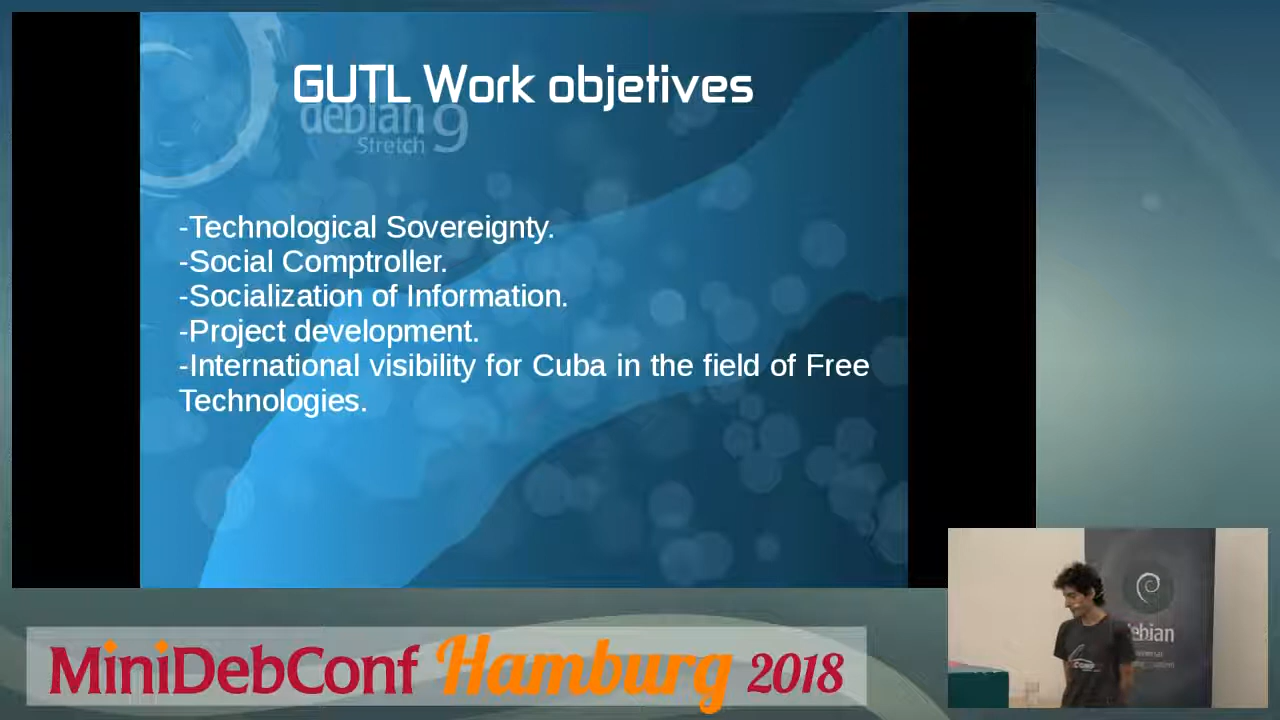 GUTL Work objetives
debian 9
Stretch
-Technological Sovereignty.
-Social Comptroller.
-Socialization of Information.
-Project development.
-International visibility for Cuba in the field of Free
Technologies.
debian
MiniDebConf Hamburg 2018